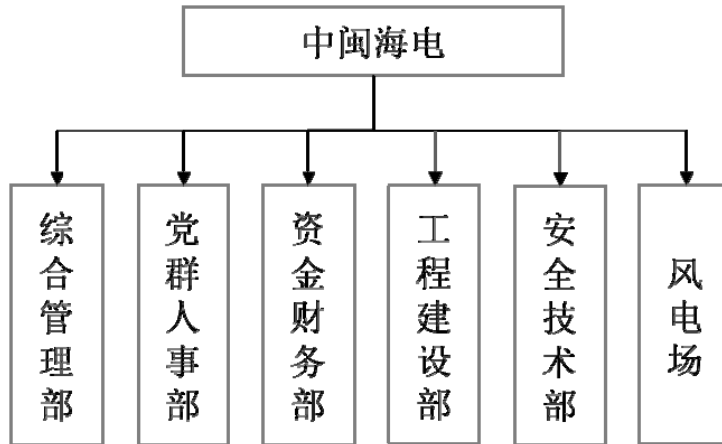 中闽海电
综合管理部
党群人事部
资金财务部
工程建设部
安全技术部
风电场